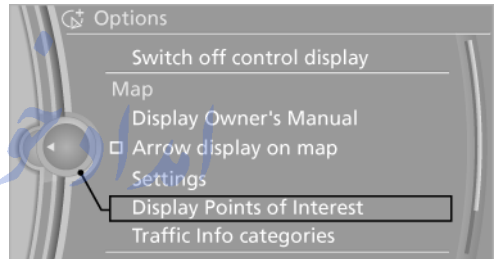 Options
Switch off control display
Map
Display Owner's Manual
Arrow display on map
Settings
Display Points of Interest
Traffic Info categories